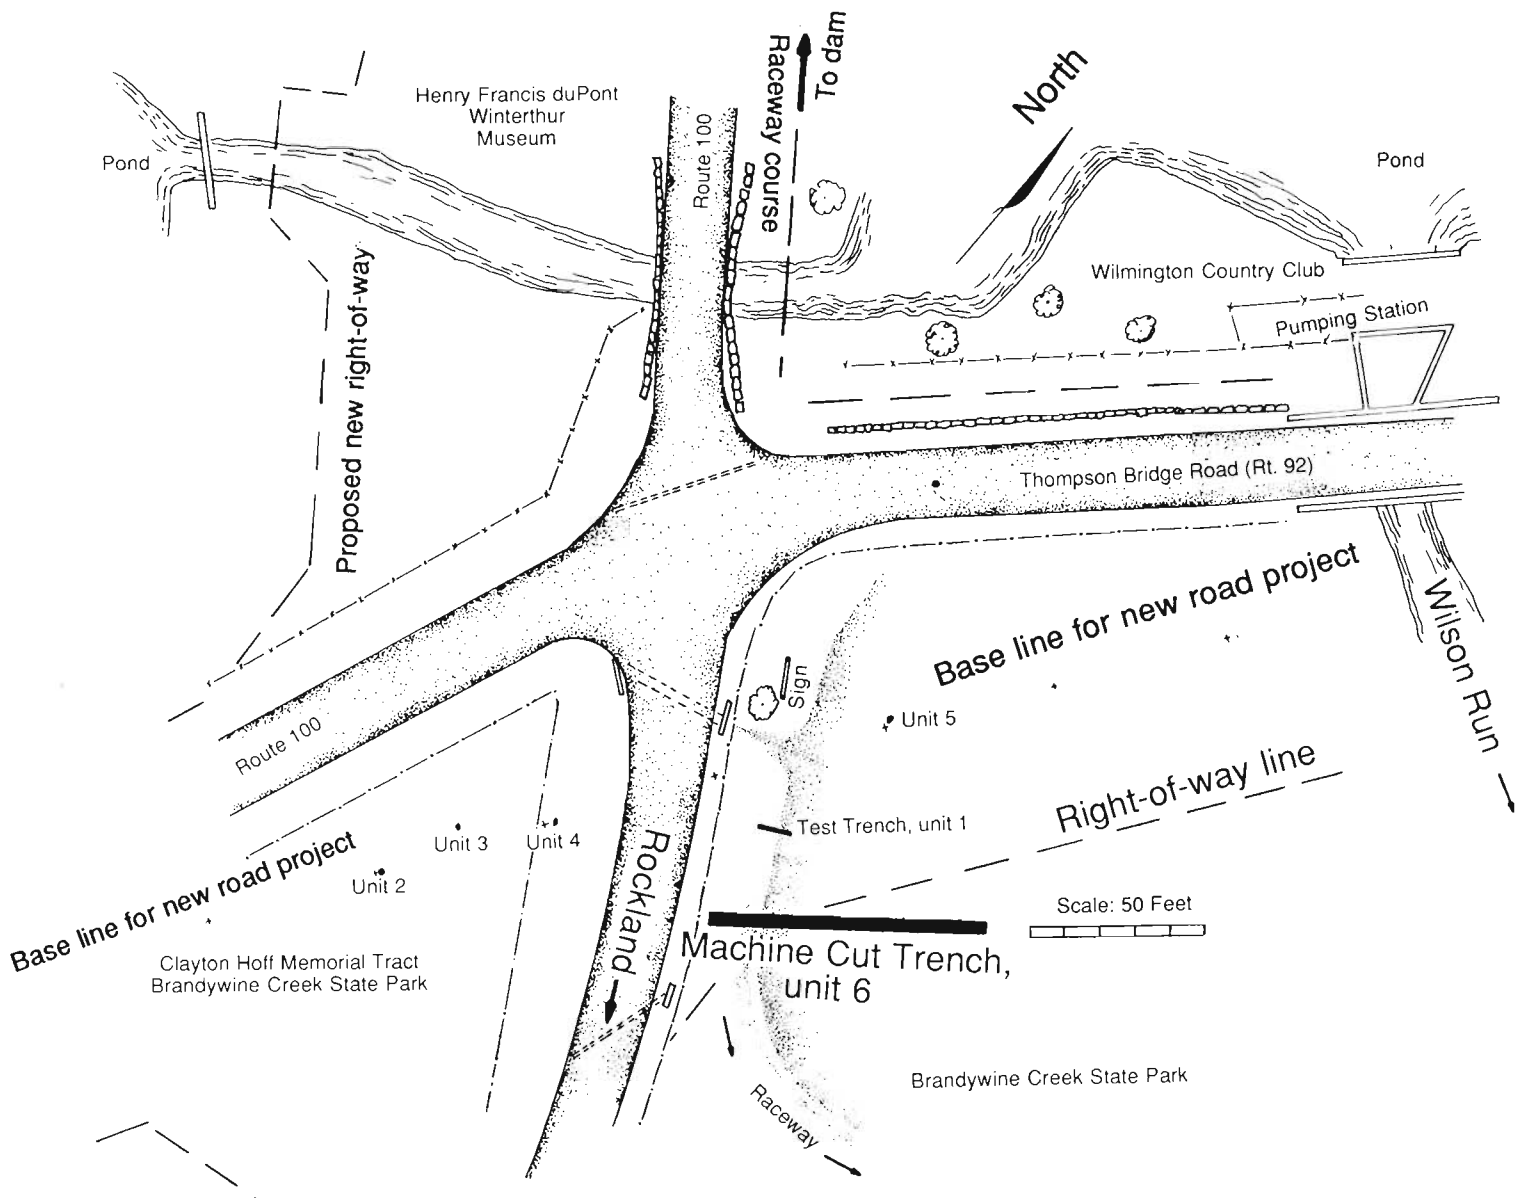 Henry Francis duPont
Winterthur
Museum
Route 100
Raceway course
To dam
North
Pond
Pond
Wilmington Country Club
Pumping Station
Proposed new right-of-way
Thompson Bridge Road (Rt. 92)
Base line for new road project
Wilson Run
Sign
Unit 5
Route 100
Right-of-way line
Test Trench, unit 1
Unit 3
Unit 4
Unit 2
Rockland
Base line for new road project
Scale: 50 Feet
Machine Cut Trench,
unit 6
Clayton Hoff Memorial Tract
Brandywine Creek State Park
Brandywine Creek State Park
Raceway